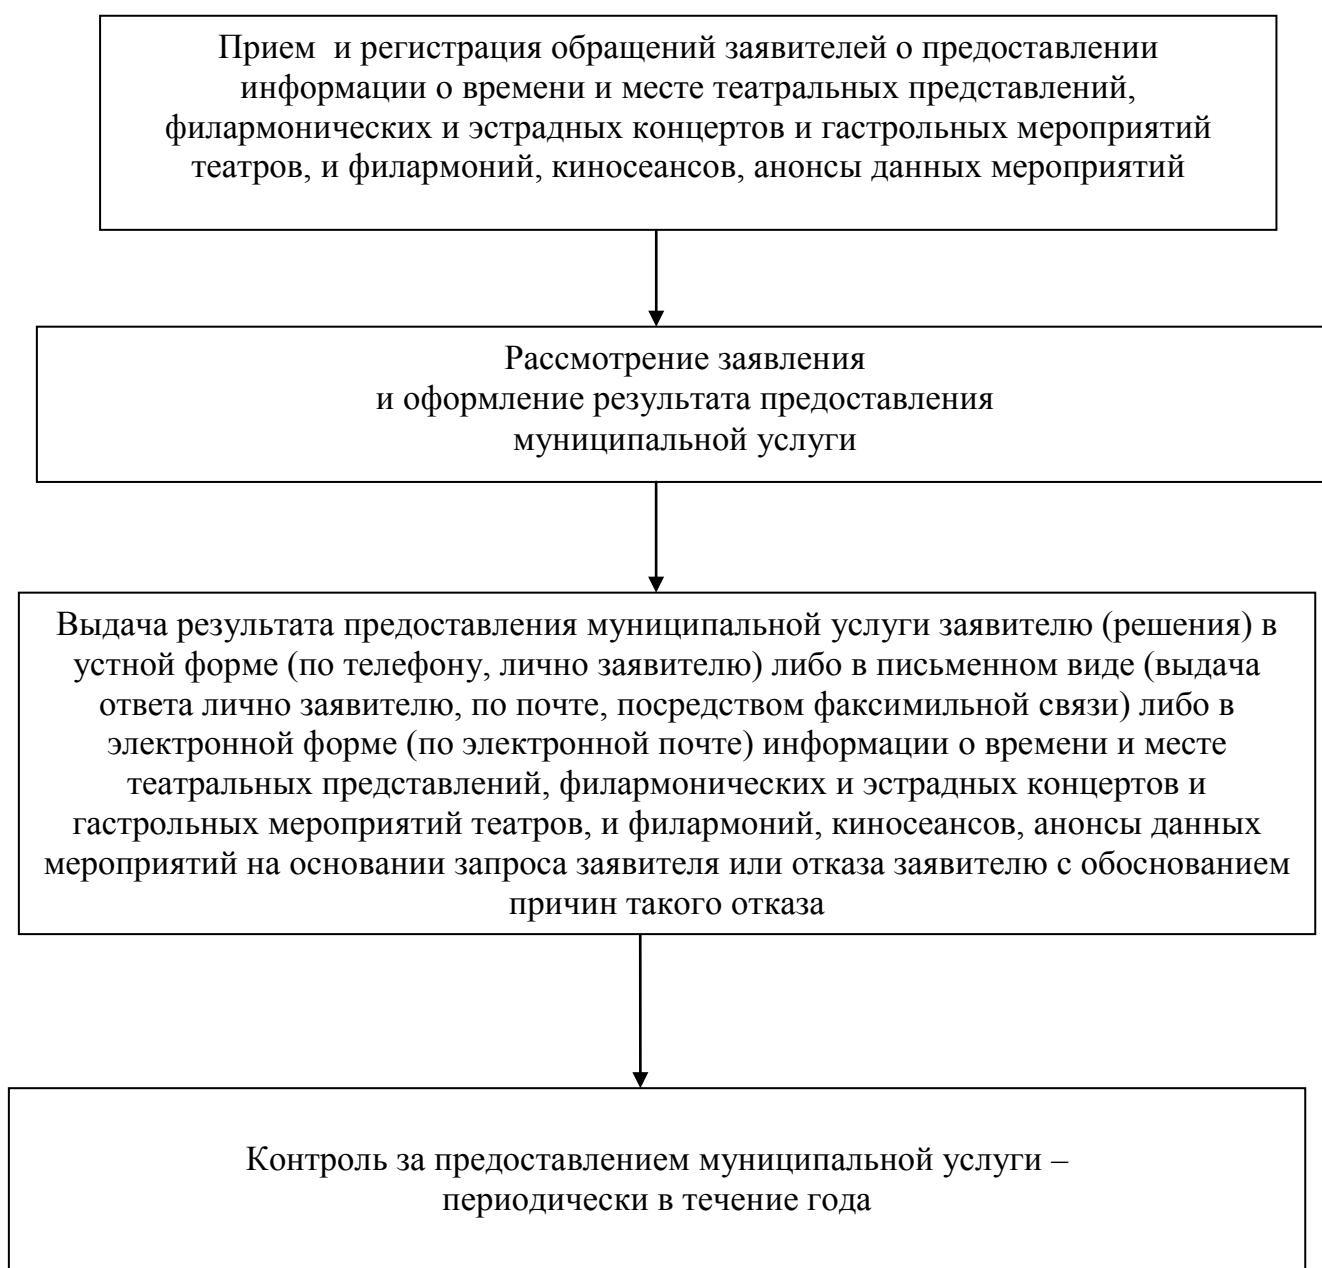 Прием  и регистрация обращений заявителей о предоставлении
информации о времени и месте театральных представлений,
филармонических и эстрадных концертов и гастрольных мероприятий
театров, и филармоний, киносеансов, анонсы данных мероприятий
Рассмотрение заявления
и оформление результата предоставления
муниципальной услуги
Выдача результата предоставления муниципальной услуги заявителю (решения) в
устной форме (по телефону, лично заявителю) либо в письменном виде (выдача
ответа лично заявителю, по почте, посредством факсимильной связи) либо в
электронной форме (по электронной почте) информации о времени и месте
театральных представлений, филармонических и эстрадных концертов и
гастрольных мероприятий театров, и филармоний, киносеансов, анонсы данных
мероприятий на основании запроса заявителя или отказа заявителю с обоснованием
причин такого отказа
Контроль за предоставлением муниципальной услуги –
периодически в течение года